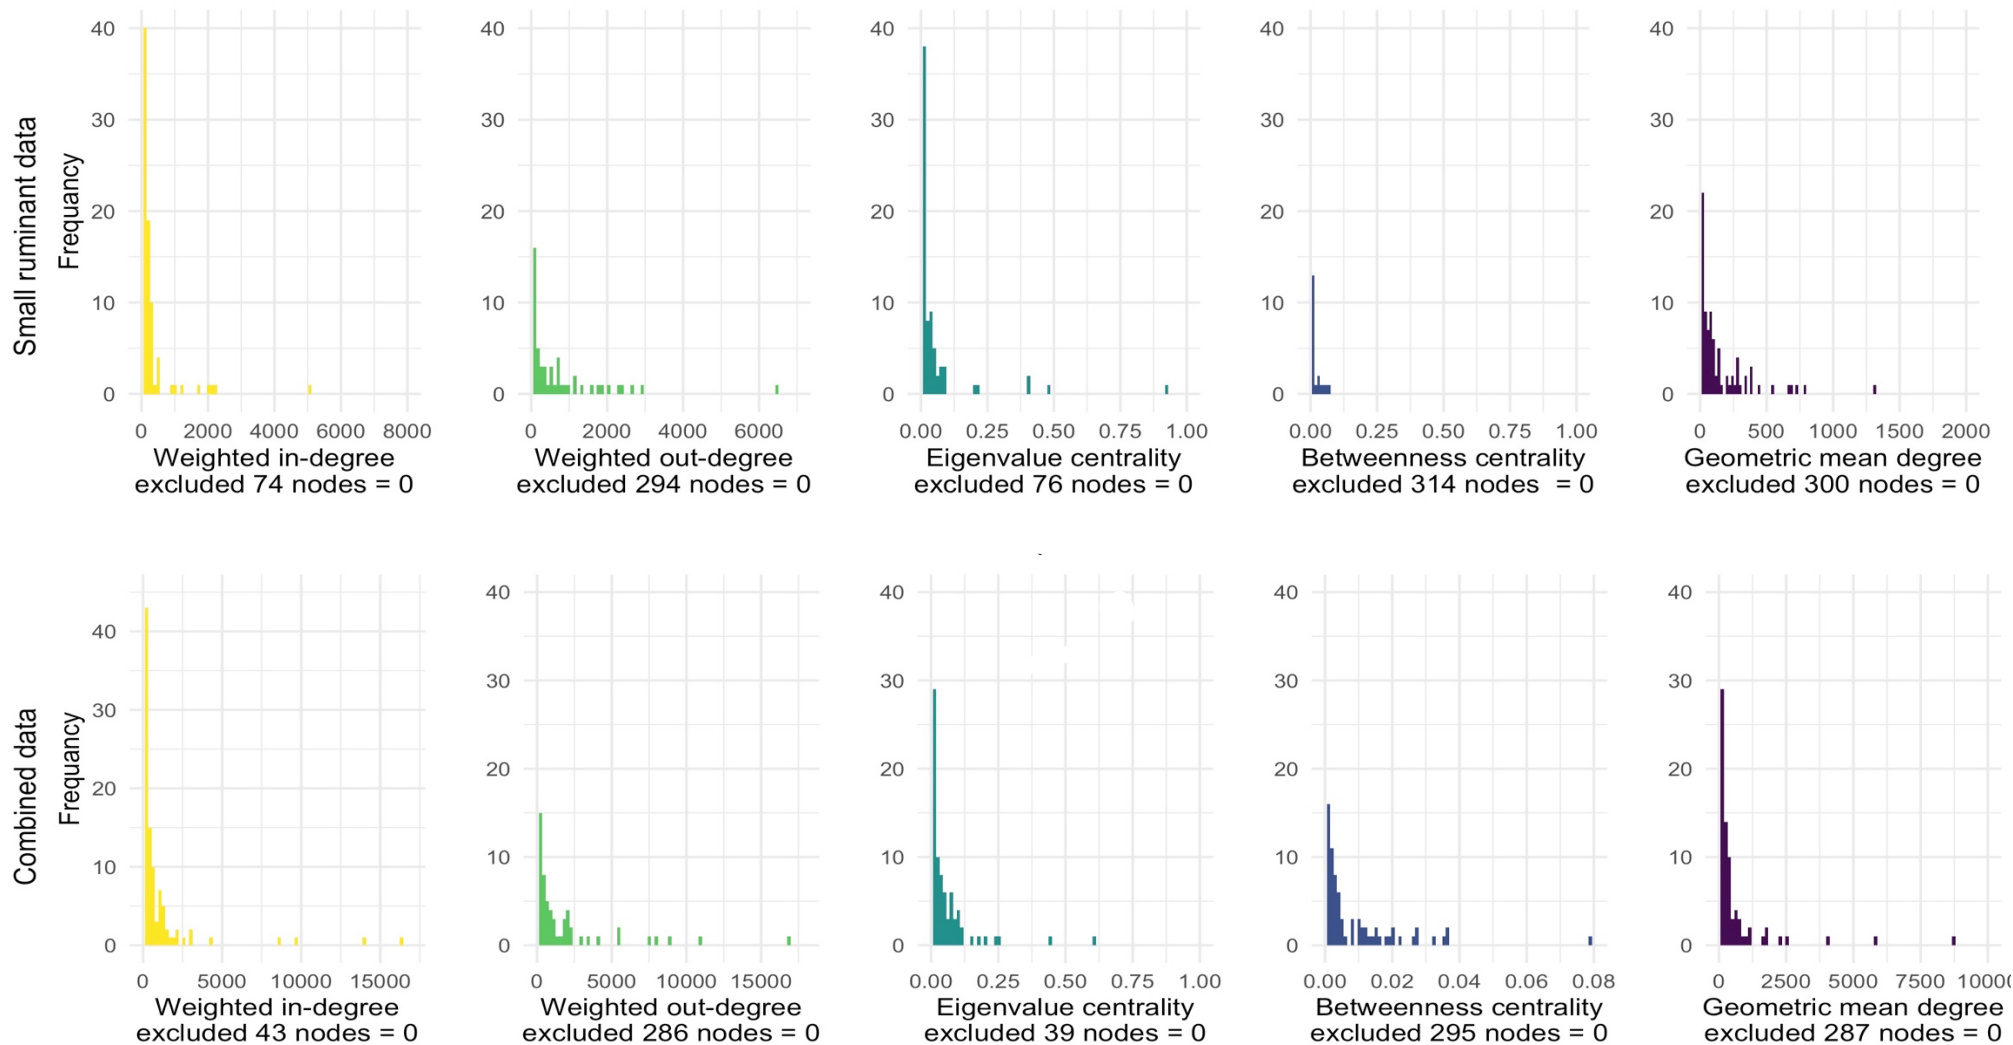 Small ruminant data
Frequancy
40
30
20
10
0
0 2000 4000 6000 8000
Weighted in-degree
excluded 74 nodes = 0
40
30
20
10
0
0 2000 4000 6000
Weighted out-degree
excluded 294 nodes = 0
40
30
20
10
0
0.00 0.25 0.50 0.75 1.00
Eigenvalue centrality
excluded 76 nodes = 0
40
30
20
10
0
0.00 0.25 0.50 0.75 1.00
Betweenness centrality
excluded 314 nodes = 0
40
30
20
10
0
0 500 1000 1500 2000
Geometric mean degree
excluded 300 nodes = 0
Combined data
Frequancy
40
30
20
10
0
0 5000 10000 15000
Weighted in-degree
excluded 43 nodes = 0
40
30
20
10
0
0 5000 10000 15000
Weighted out-degree
excluded 286 nodes = 0
40
30
20
10
0
0.00 0.25 0.50 0.75 1.00
Eigenvalue centrality
excluded 39 nodes = 0
40
30
20
10
0
0.00 0.02 0.04 0.06 0.08
Betweenness centrality
excluded 295 nodes = 0
40
30
20
10
0
0 2500 5000 7500 10000
Geometric mean degree
excluded 287 nodes = 0